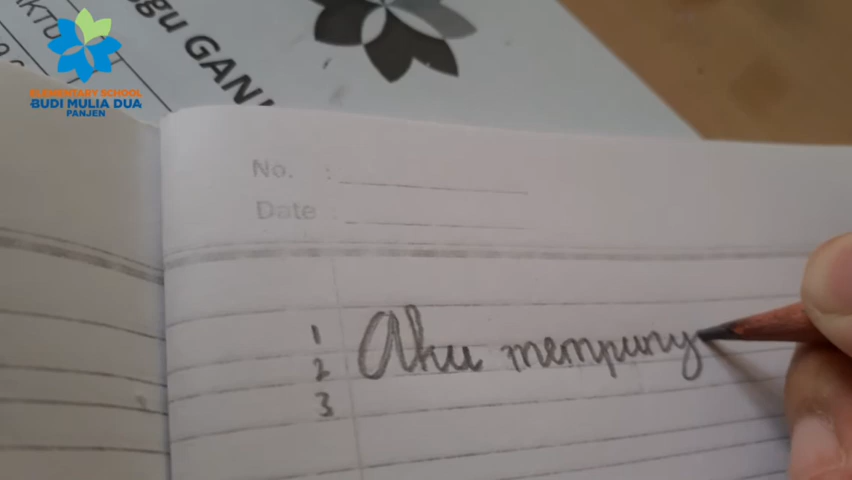 ELEMENTARY SCHOOL
BUDI MULIA DUA
PANJEN
No. :
Date :
1 Aku mempuny
2
3